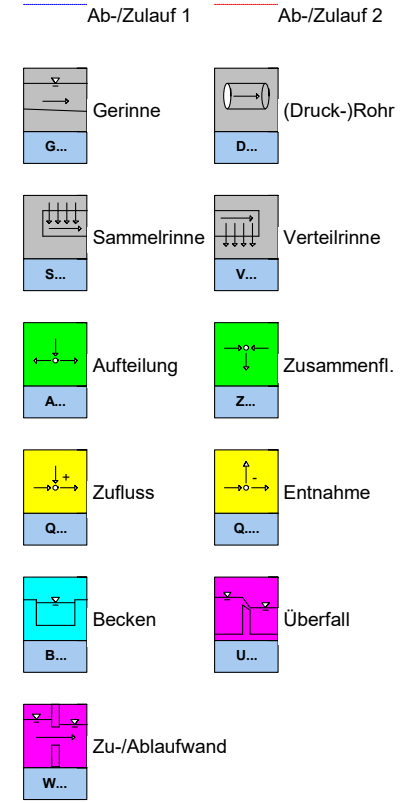 Ab-/Zulauf 1 Ab-/Zulauf 2
Gerinne (Druck-)Rohr
G... D...
Sammelrinne Verteilrinne
S... V...
Aufteilung Zusammenfl.
A... Z...
+ -
Zufluss Entnahme
Q... Q....
Becken Überfall
B... U...
Zu-/Ablaufwand
W...